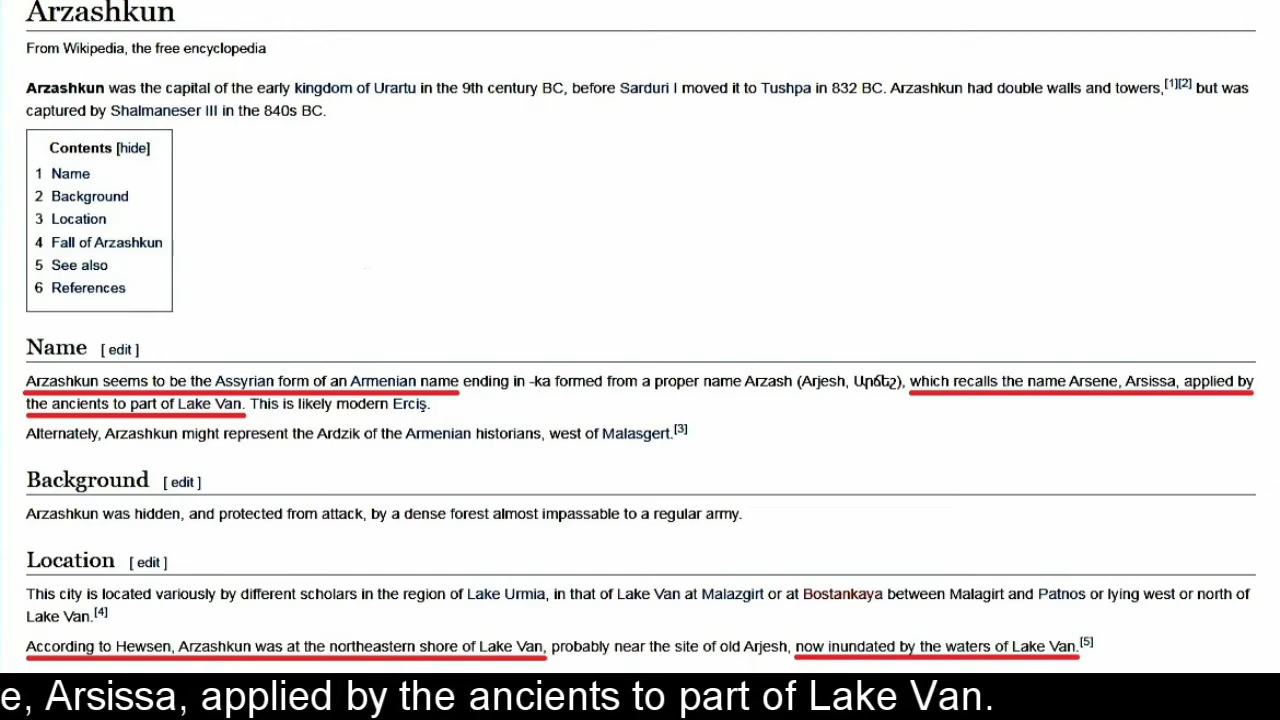 Arzashkun
From Wikipedia, the free encyclopedia
Arzashkun was the capital of the early kingdom of Urartu in the 9th century BC, before Sarduri I moved it to Tushpa in 832 BC. Arzashkun had double walls and towers,[1][2] but was
captured by Shalmaneser III in the 840s BC.
Contents [hide]
1 Name
2 Background
3 Location
4 Fall of Arzashkun
5 See also
6 References
Name [ edit ]
Arzashkun seems to be the Assyrian form of an Armenian name ending in -ka formed from a proper name Arzash (Arjesh, Արճեշ), which recalls the name Arsene, Arsissa, applied by
the ancients to part of Lake Van. This is likely modern Erciş.
Alternately, Arzashkun might represent the Ardzik of the Armenian historians, west of Malasgert.[3]
Background [ edit ]
Arzashkun was hidden, and protected from attack, by a dense forest almost impassable to a regular army.
Location [ edit ]
This city is located variously by different scholars in the region of Lake Urmia, in that of Lake Van at Malazgirt or at Bostankaya between Malagirt and Patnos or lying west or north of
Lake Van.[4]
According to Hewsen, Arzashkun was at the northeastern shore of Lake Van, probably near the site of old Arjesh, now inundated by the waters of Lake Van.[5]
e, Arsissa, applied by the ancients to part of Lake Van.